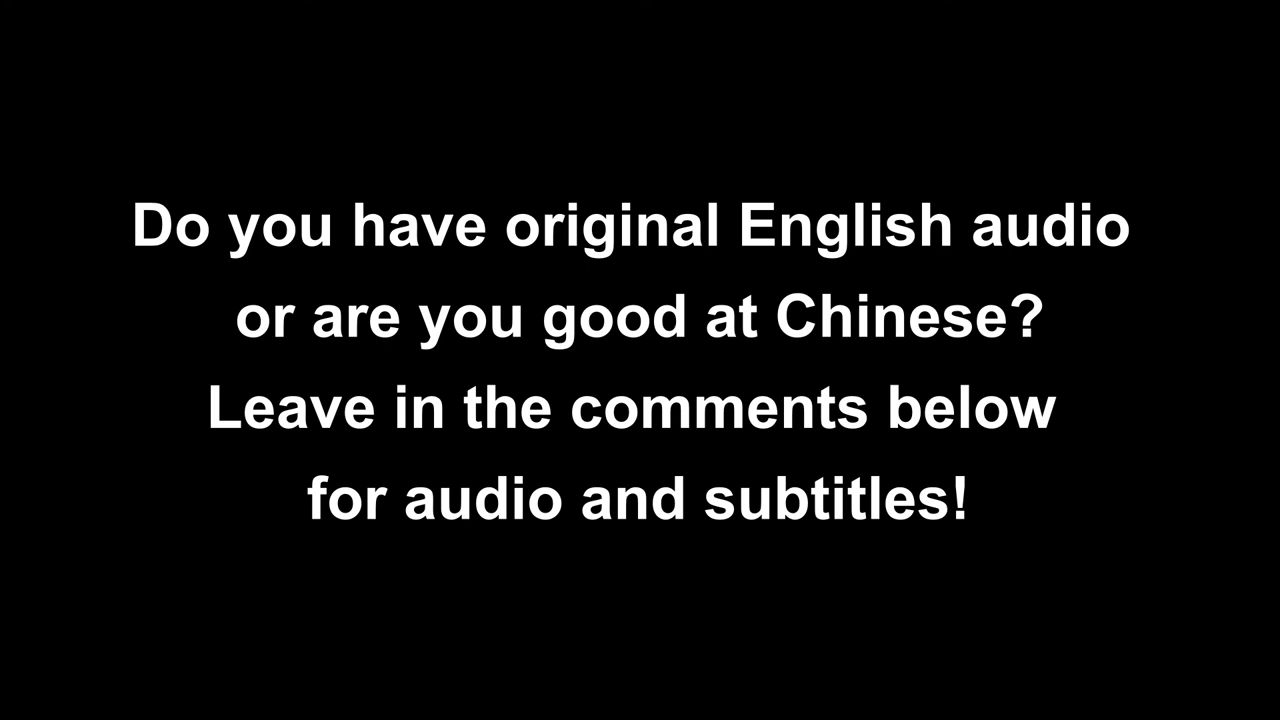 Do you have original English audio
or are you good at Chinese?
Leave in the comments below
for audio and subtitles!